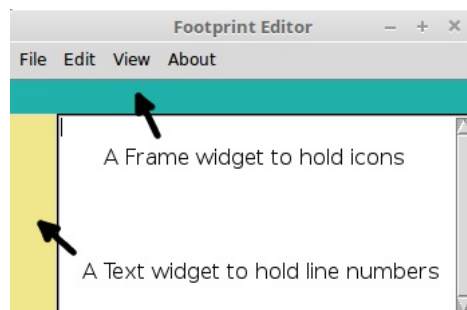 Footprint Editor
File Edit View About
A Frame widget to hold icons
A Text widget to hold line numbers